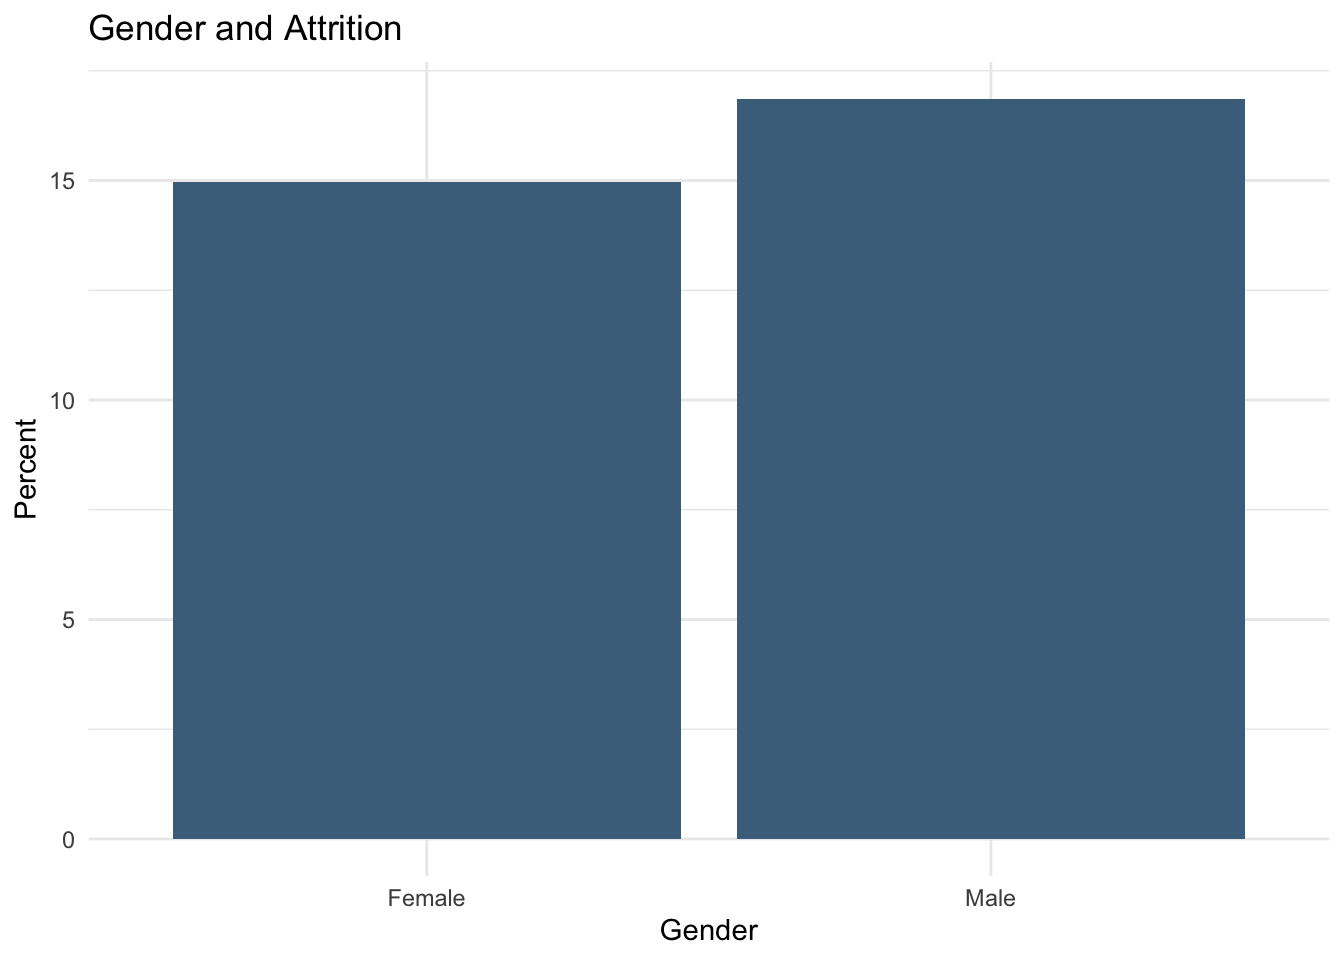 Gender and Attrition
Percent
15
10
5
0
Female Male
Gender